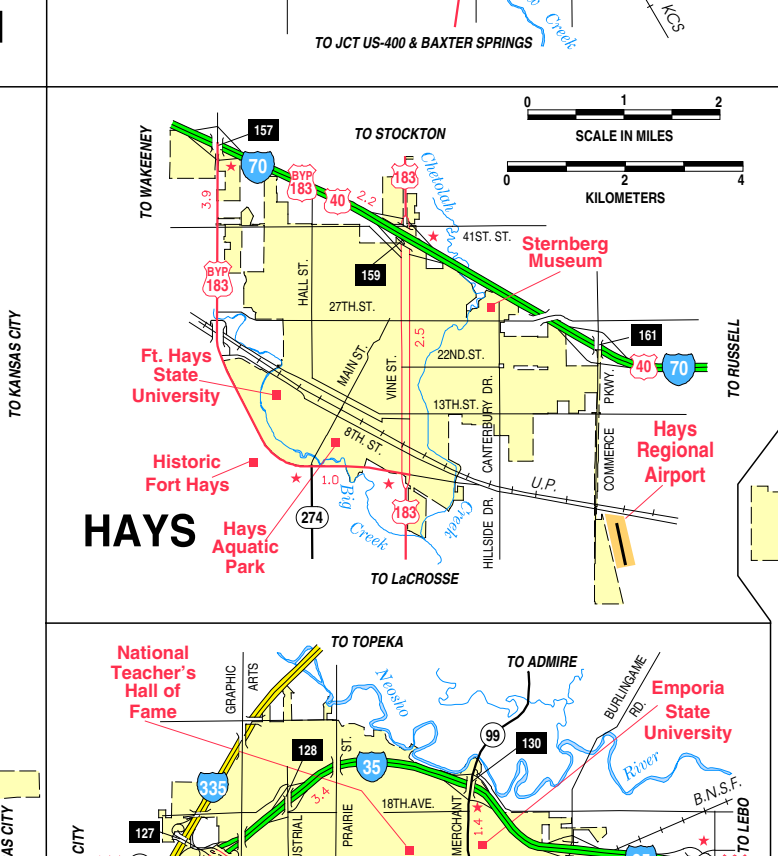 TO JCT US-400 & BAXTER SPRINGS
Creek
KCS
TO KANSAS CITY
TO WAKEENEY
157
70
BYP
183
40
2.2
3.9
TO STOCKTON
183
Chetolah
Creek
0 1 2
SCALE IN MILES
0 2 4
KILOMETERS
41ST. ST.
Sternberg
Museum
159
BYP
183
HALL ST.
27TH.ST.
2.5
161
40
70
TO RUSSELL
MAIN ST.
VINE ST.
22ND.ST.
CANTERBURY DR.
PKWY.
COMMERCE
13TH.ST.
8TH. ST.
Ft. Hays
State
University
Historic
Fort Hays
1.0
Hays
Regional
Airport
U.P.
HAYS
274
Big
Creek
183
HILLSIDE DR.
Hays
Aquatic
Park
TO LaCROSSE
National
Teacher's
Hall of
Fame
GRAPHIC
ARTS
TO TOPEKA
Neosho
TO ADMIRE
BURLINGAME
RD.
Emporia
State
University
99
128
ST.
35
130
River
335
3.4
18TH.AVE.
PRAIRIE
MERCHANT
1.4
B.N.S.F.
127
TO LEBO
CITY
AS CITY
USTRIAL